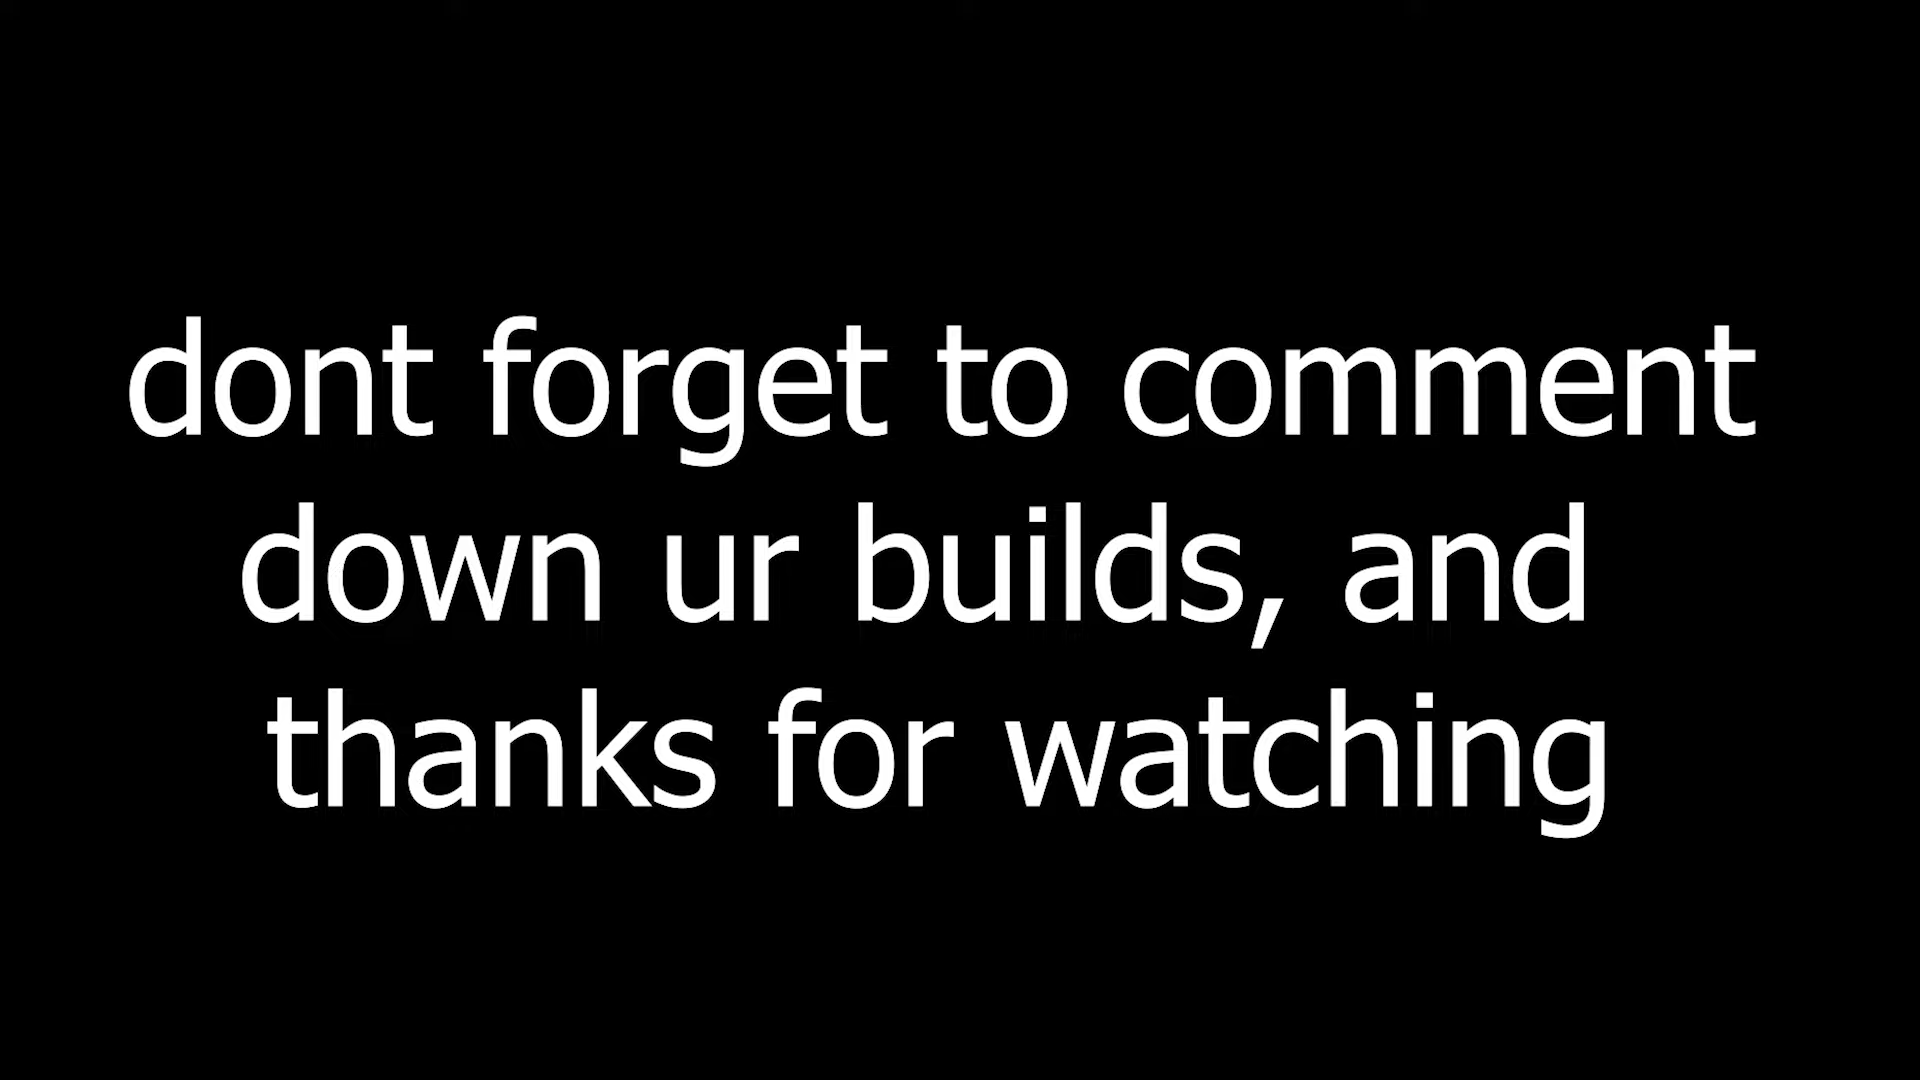 dont forget to comment
down ur builds, and
thanks for watching